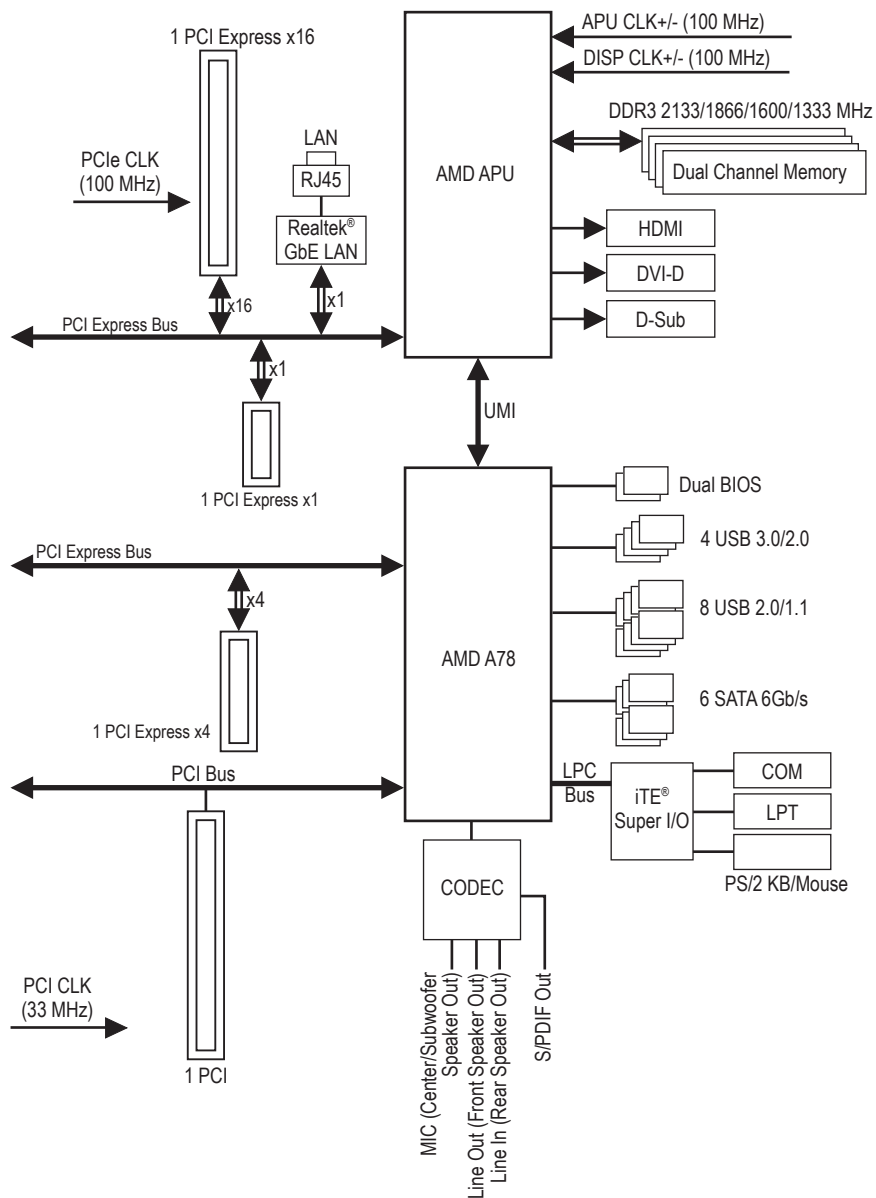 1 PCI Express x16
APU CLK+/- (100 MHz)
DISP CLK+/- (100 MHz)
DDR3 2133/1866/1600/1333 MHz
Dual Channel Memory
LAN
RJ45
PCIe CLK
(100 MHz)
AMD APU
Realtek®
GbE LAN
HDMI
DVI-D
D-Sub
x16
x1
PCI Express Bus
x1
UMI
1 PCI Express x1
Dual BIOS
4 USB 3.0/2.0
PCI Express Bus
x4
8 USB 2.0/1.1
AMD A78
6 SATA 6Gb/s
1 PCI Express x4
PCI Bus
LPC
Bus
iTE®
Super I/O
COM
LPT
PS/2 KB/Mouse
CODEC
PCI CLK
(33 MHz)
1 PCI
MIC (Center/Subwoofer
Speaker Out)
Line Out (Front Speaker Out)
Line In (Rear Speaker Out)
S/PDIF Out